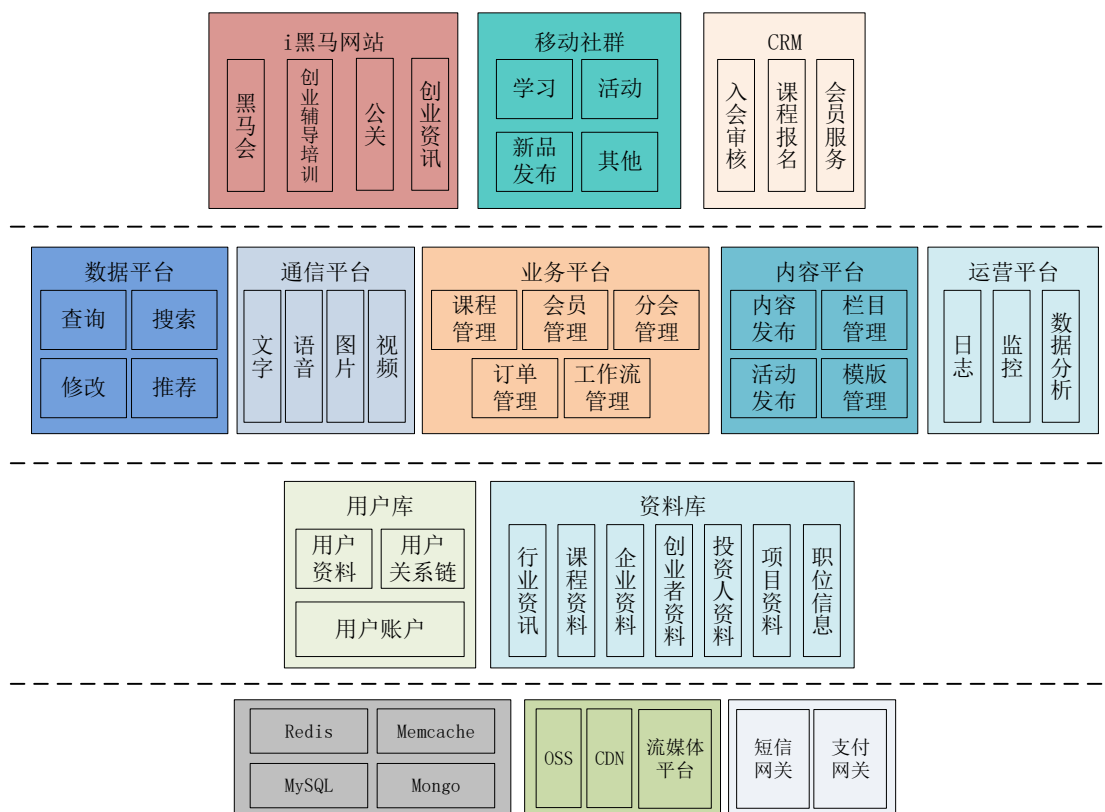 i黑马网站
黑马会
创业辅导培训
公关
创业资讯
移动社群
学习
活动
新品
发布
其他
CRM
入会审核
课程报名
会员服务
数据平台
查询
搜索
修改
推荐
通信平台
文字
语音
图片
视频
业务平台
课程
管理
会员
管理
分会
管理
订单
管理
工作流
管理
内容平台
内容
发布
栏目
管理
活动
发布
模版
管理
运营平台
日志
监控
数据分析
用户库
用户
资料
用户
关系链
用户账户
资料库
行业资讯
课程资料
企业资料
创业者资料
投资人资料
项目资料
职位信息
Redis
Memcache
MySQL
Mongo
OSS
CDN
流媒体
平台
短信
网关
支付
网关